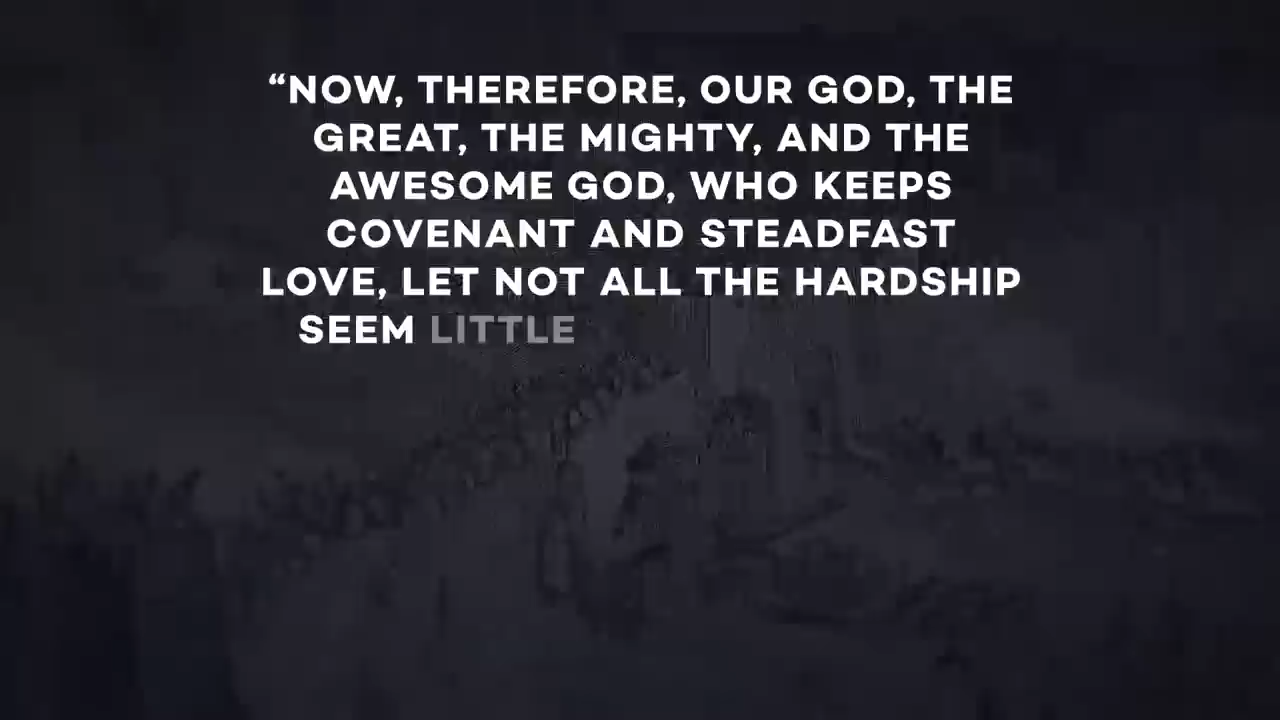 “NOW, THEREFORE, OUR GOD, THE
GREAT, THE MIGHTY, AND THE
AWESOME GOD, WHO KEEPS
COVENANT AND STEADFAST
LOVE, LET NOT ALL THE HARDSHIP
SEEM LITTLE